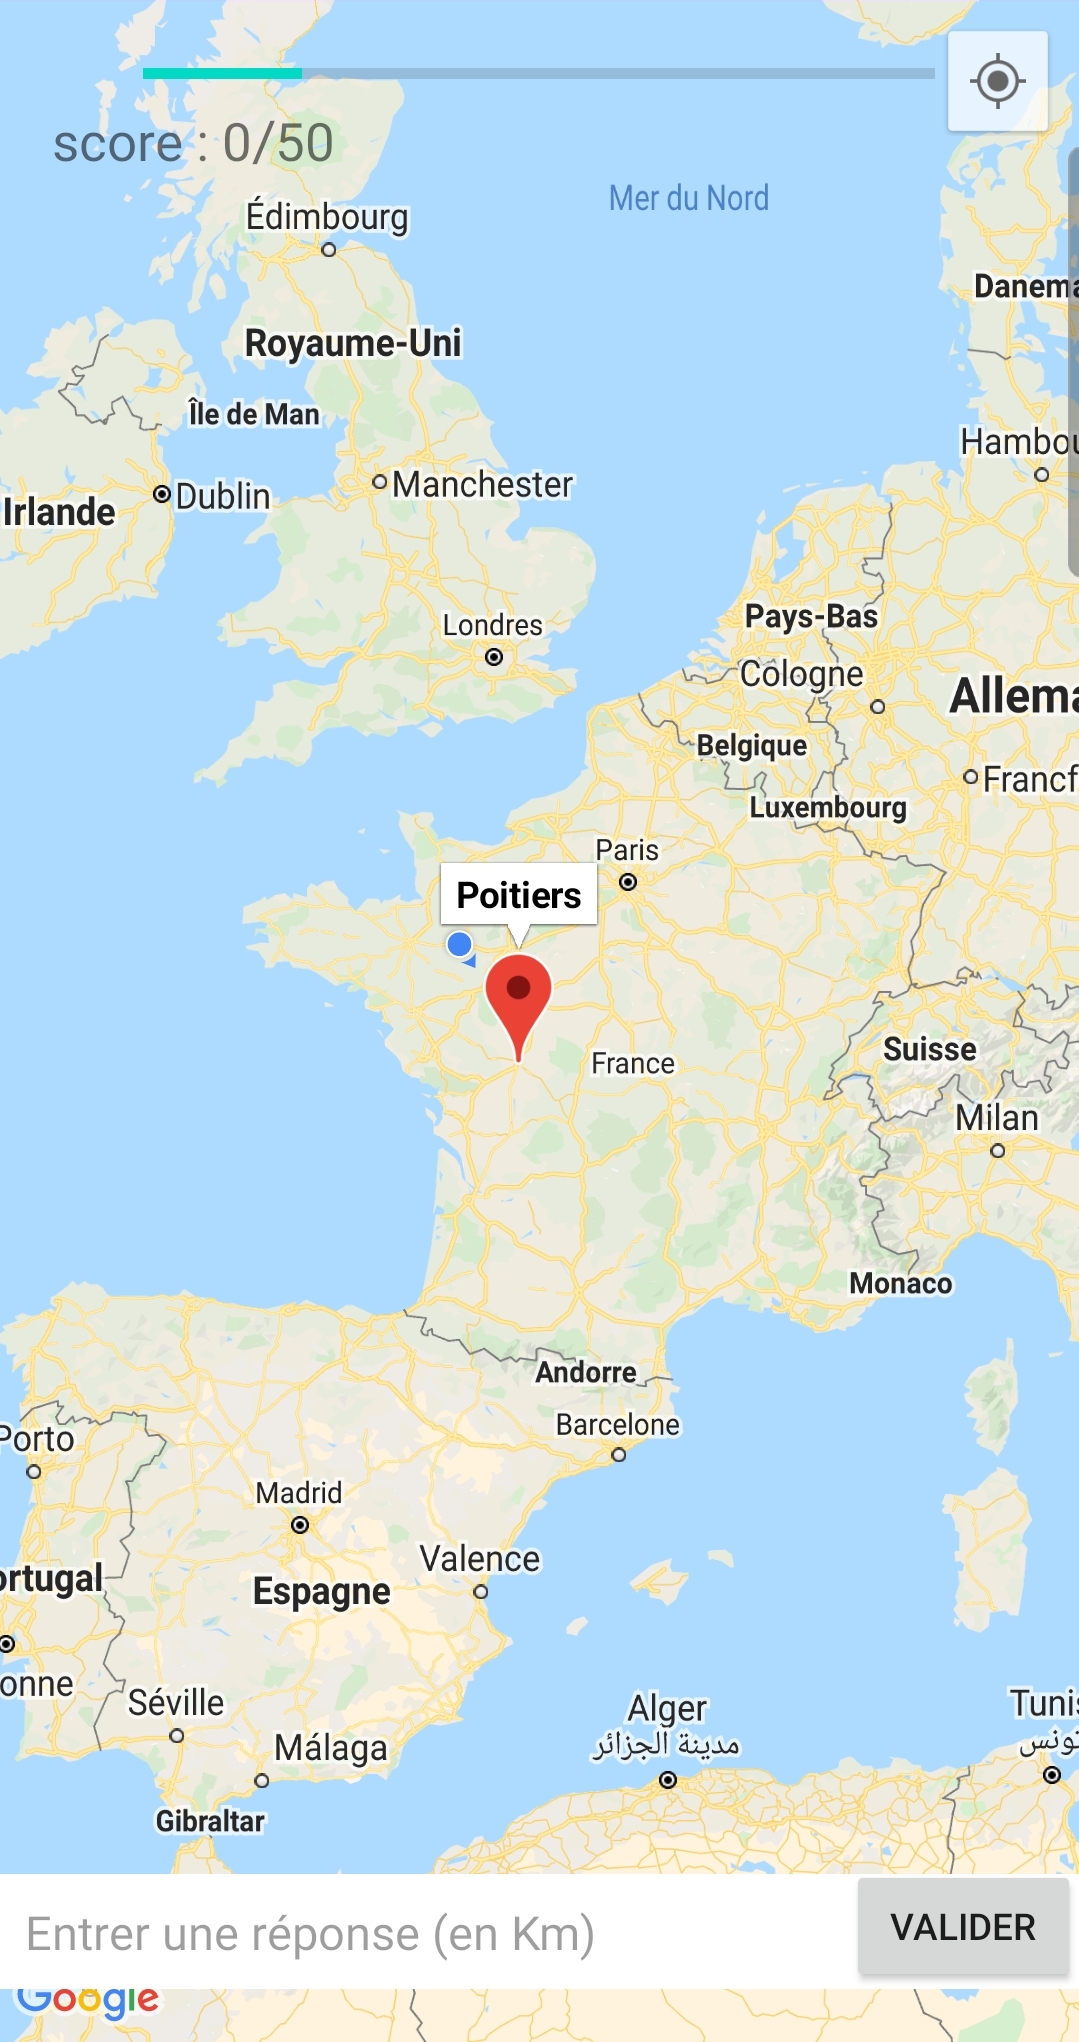 score : 0/50
Mer du Nord
Édimbourg
Royaume-Uni
Île de Man
Manchester
Dublin
Irlande
Londres
Danema
Hambou
Pays-Bas
Cologne
Allema
Belgique
Francf
Luxembourg
Paris
Poitiers
France
Suisse
Milan
Monaco
Andorre
Barcelone
Porto
Madrid
Valence
ortugal
Espagne
onne
Séville
Málaga
Gibraltar
Alger
مدينة الجزائر
Tunis
تونس
Entrer une réponse (en Km)
VALIDER
Google